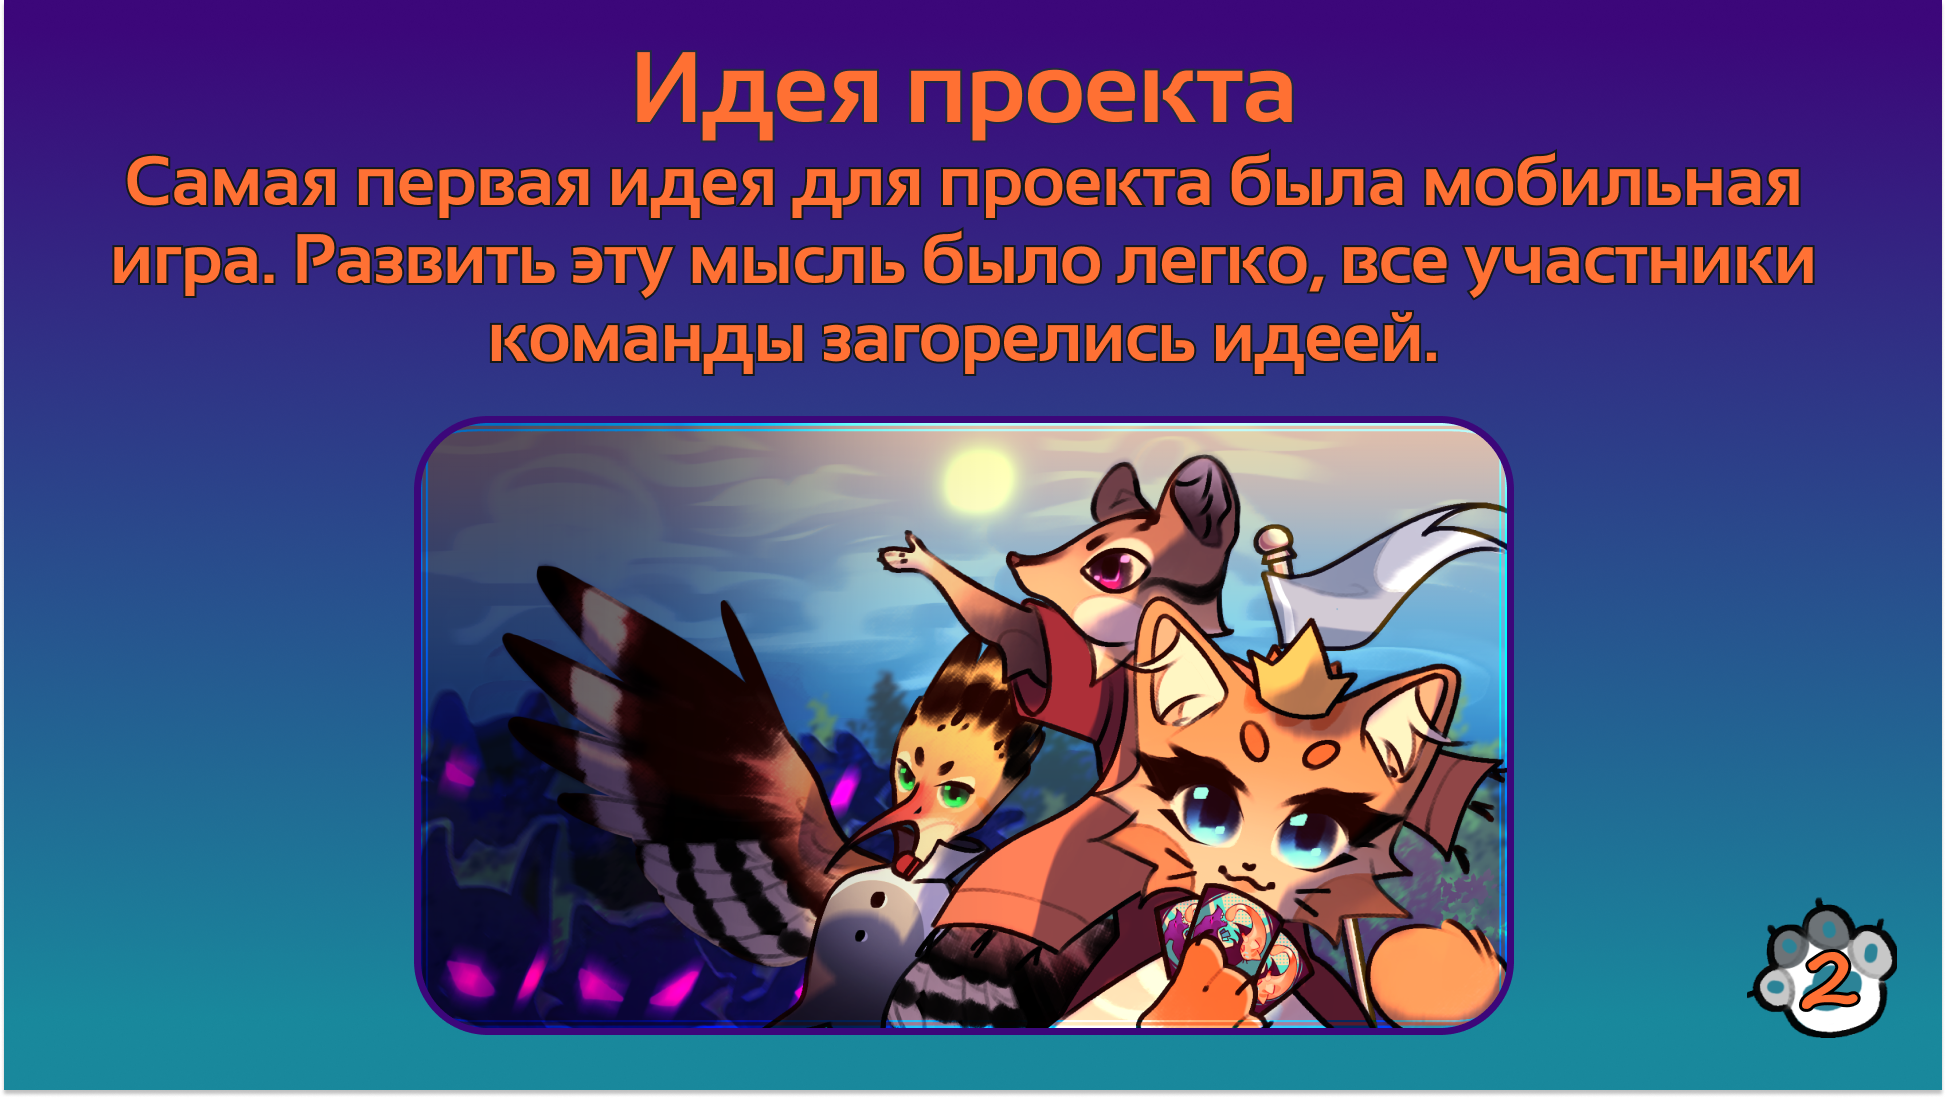 Идея проекта
Самая первая идея для проекта была мобильная
игра. Развить эту мысль было легко, все участники
команды загорелись идеей.
2